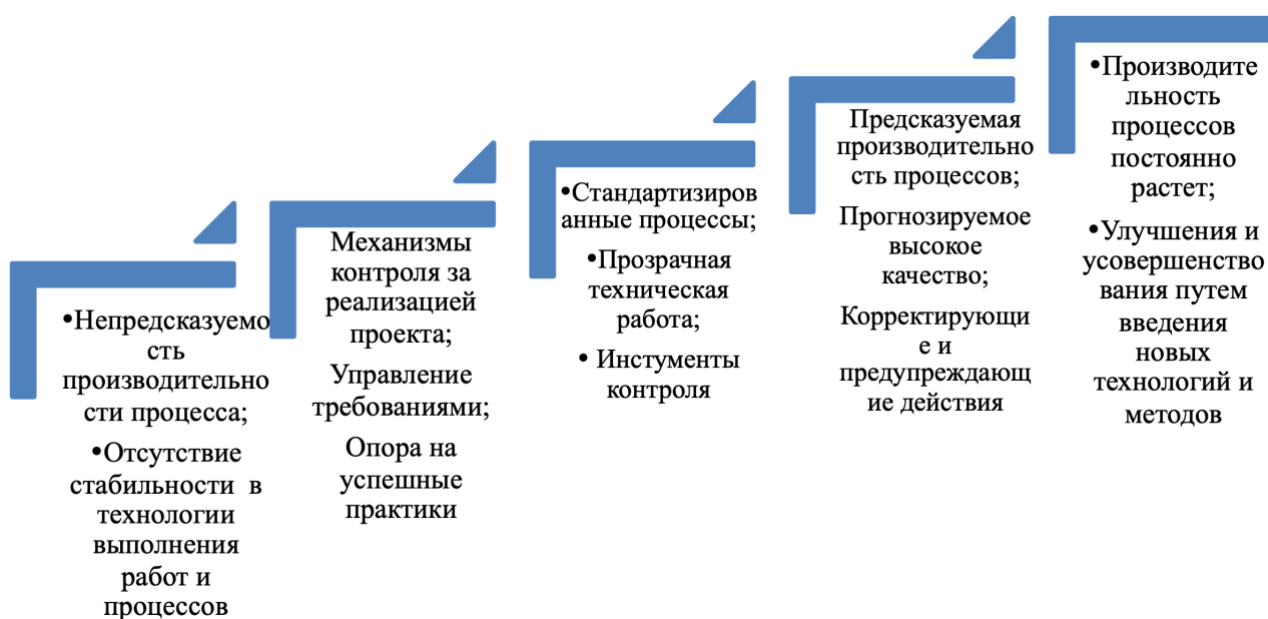 •Непредсказуемо
сть
производительно
сти процесса;
•Отсутствие
стабильности в
технологии
выполнения
работ и
процессов
Механизмы
контроля за
реализацией
проекта;
Управление
требованиями;
Опора на
успешные
практики
•Стандартизиров
анные процессы;
•Прозрачная
техническая
работа;
• Инстументы
контроля
Предсказуемая
производительно
сть процессов;
Прогнозируемое
высокое
качество;
Корректирующи
е и
предупреждающ
ие действия
•Производите
льность
процессов
постоянно
растет;
•Улучшения и
усовершенство
вания путем
введения
новых
технологий и
методов